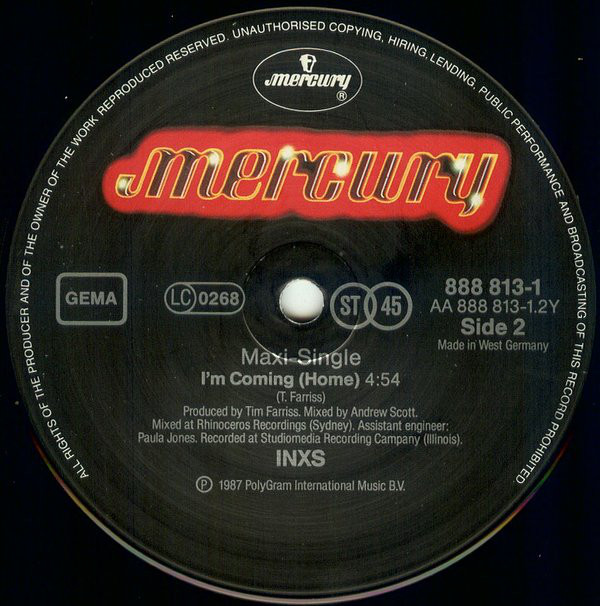 ALL RIGHTS OF THE PRODUCER AND OF THE OWNER OF THE WORK REPRODUCED RESERVED. UNAUTHORISED COPYING, HIRING, LENDING, PUBLIC PERFORMANCE AND BROADCASTING OF THIS RECORD PROHIBITED
mercury ®
mercury
GEMA
LC 0268
ST 45
888 813-1
AA 888 813-1.2Y
Side 2
Made in West Germany
Maxi-Single
I'm Coming (Home) 4:54
(T. Farriss)
Produced by Tim Farriss. Mixed by Andrew Scott.
Mixed at Rhinoceros Recordings (Sydney). Assistant engineer:
Paula Jones. Recorded at Studiomedia Recording Company (Illinois).
INXS
℗ 1987 PolyGram International Music B.V.